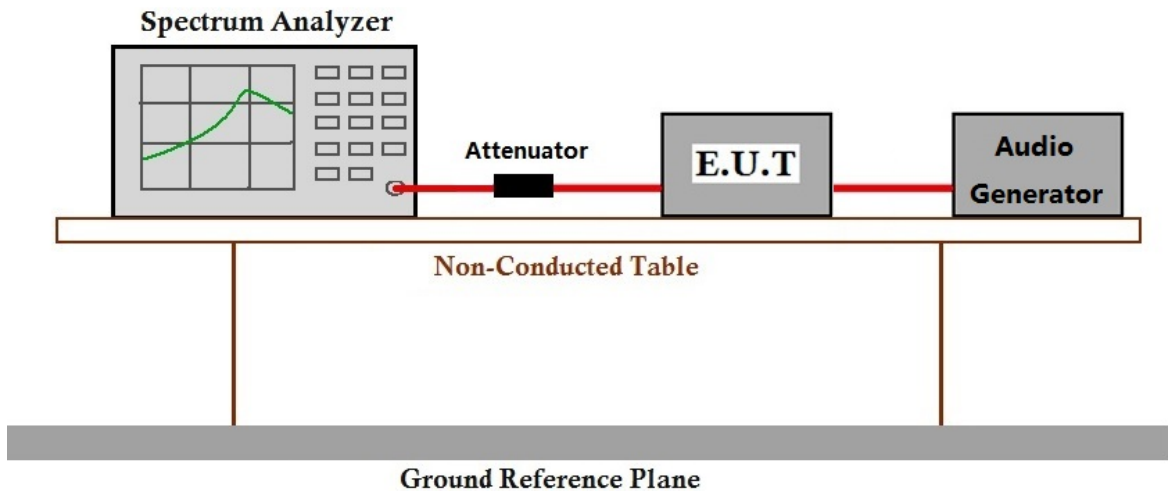 Spectrum Analyzer
Attenuator
E.U.T
Audio
Generator
Non-Conducted Table
Ground Reference Plane